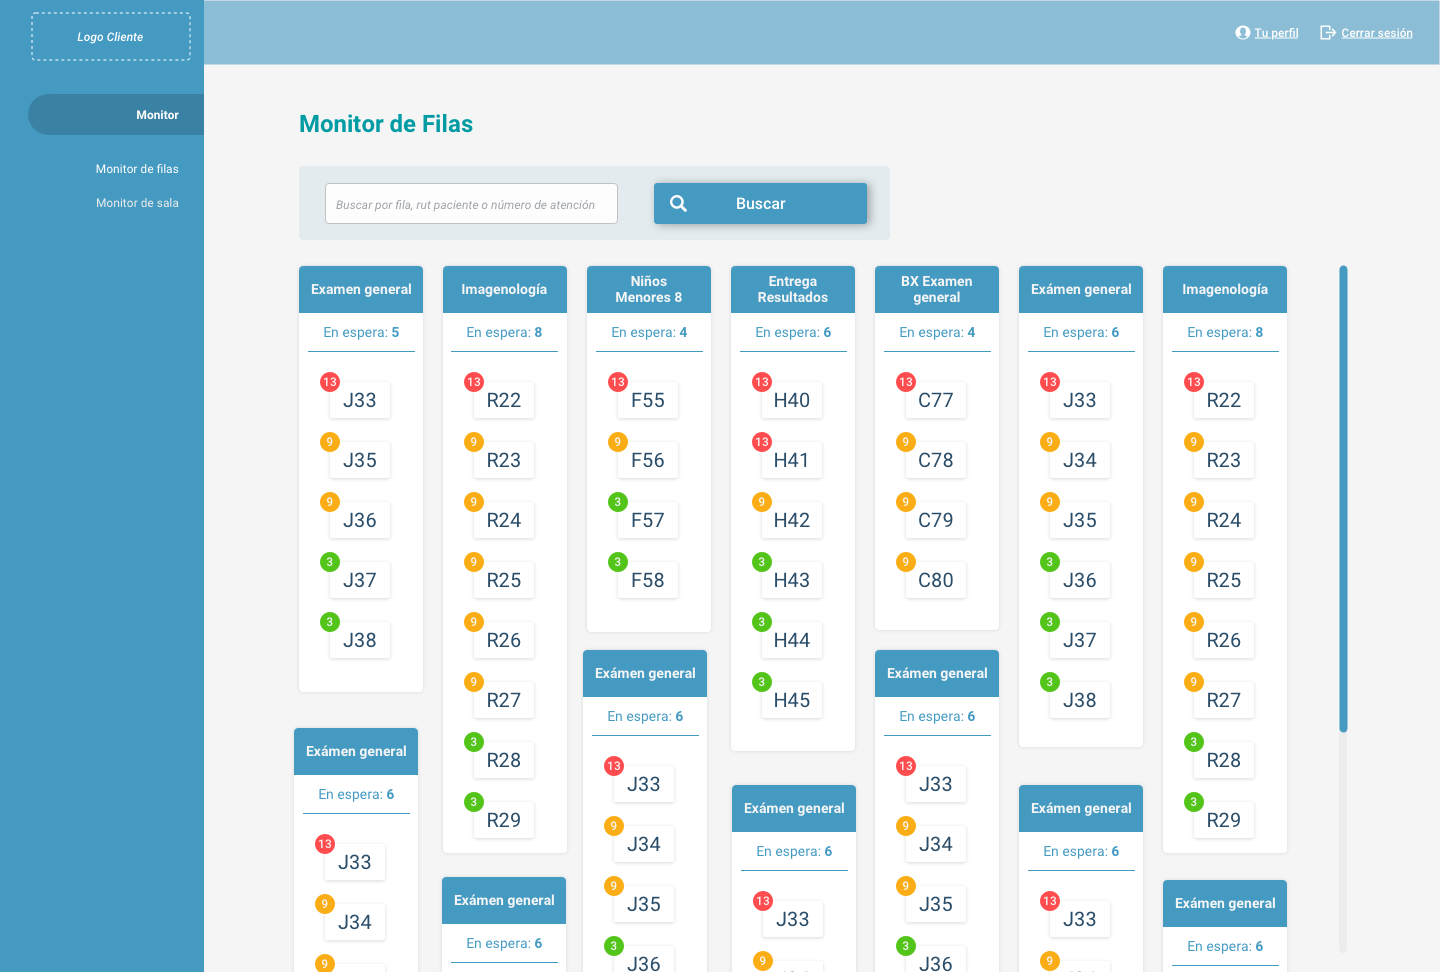 Logo Cliente
Tu perfil
Cerrar sesión
Monitor
Monitor de filas
Monitor de sala
Monitor de Filas
Buscar por fila, rut paciente o número de atención
Buscar
Examen general
En espera: 5
13
J33
9
J35
9
J36
3
J37
3
J38
Imagenología
En espera: 8
13
R22
9
R23
9
R24
9
R25
9
R26
9
R27
3
R28
3
R29
Niños
Menores 8
En espera: 4
13
F55
9
F56
3
F57
3
F58
Entrega
Resultados
En espera: 6
13
H40
13
H41
9
H42
3
H43
3
H44
3
H45
BX Examen
general
En espera: 4
13
C77
9
C78
9
C79
9
C80
Exámen general
En espera: 6
13
J33
9
J34
9
J35
3
J36
3
J37
3
J38
Imagenología
En espera: 8
13
R22
9
R23
9
R24
9
R25
9
R26
9
R27
3
R28
3
R29
Exámen general
En espera: 6
13
J33
9
J34
9
Exámen general
En espera: 6
Exámen general
En espera: 6
13
J33
9
J34
9
J35
3
J36
Exámen general
En espera: 6
13
J33
9
Exámen general
En espera: 6
13
J33
9
J34
9
J35
3
J36
Exámen general
En espera: 6
13
J33
9
Exámen general
En espera: 6